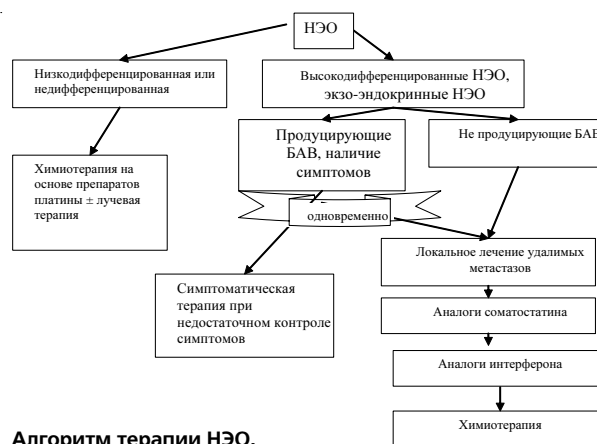 НЭО
Низкодифференцированная или
недифференцированная
Высокодифференцированные НЭО,
экзо-эндокринные НЭО
Продуцирующие
БАВ, наличие
симптомов
Не продуцирующие БАВ
Химиотерапия на
основе препаратов
платины ± лучевая
терапия
одновременно
Локальное лечение удалимых
метастазов
Симптоматическая
терапия при
недостаточном контроле
симптомов
Аналоги соматостатина
Аналоги интерферона
Химиотерапия
Алгоритм терапии НЭО.